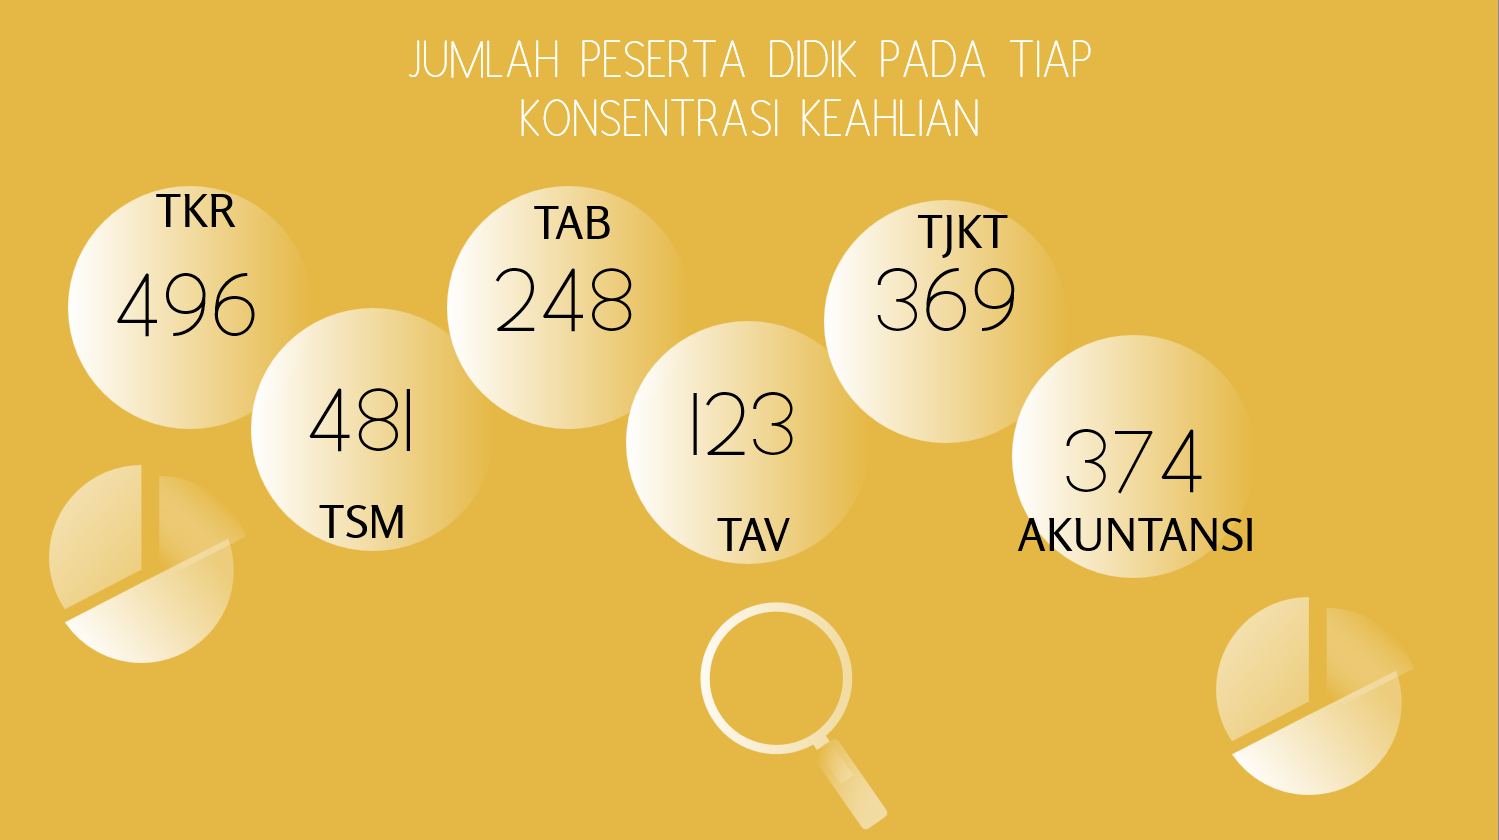 JUMLAH PESERTA DIDIK PADA TIAP
KONSENTRASI KEAHLIAN
TKR
496
481
TSM
TAB
248
123
TAV
TJKT
369
374
AKUNTANSI